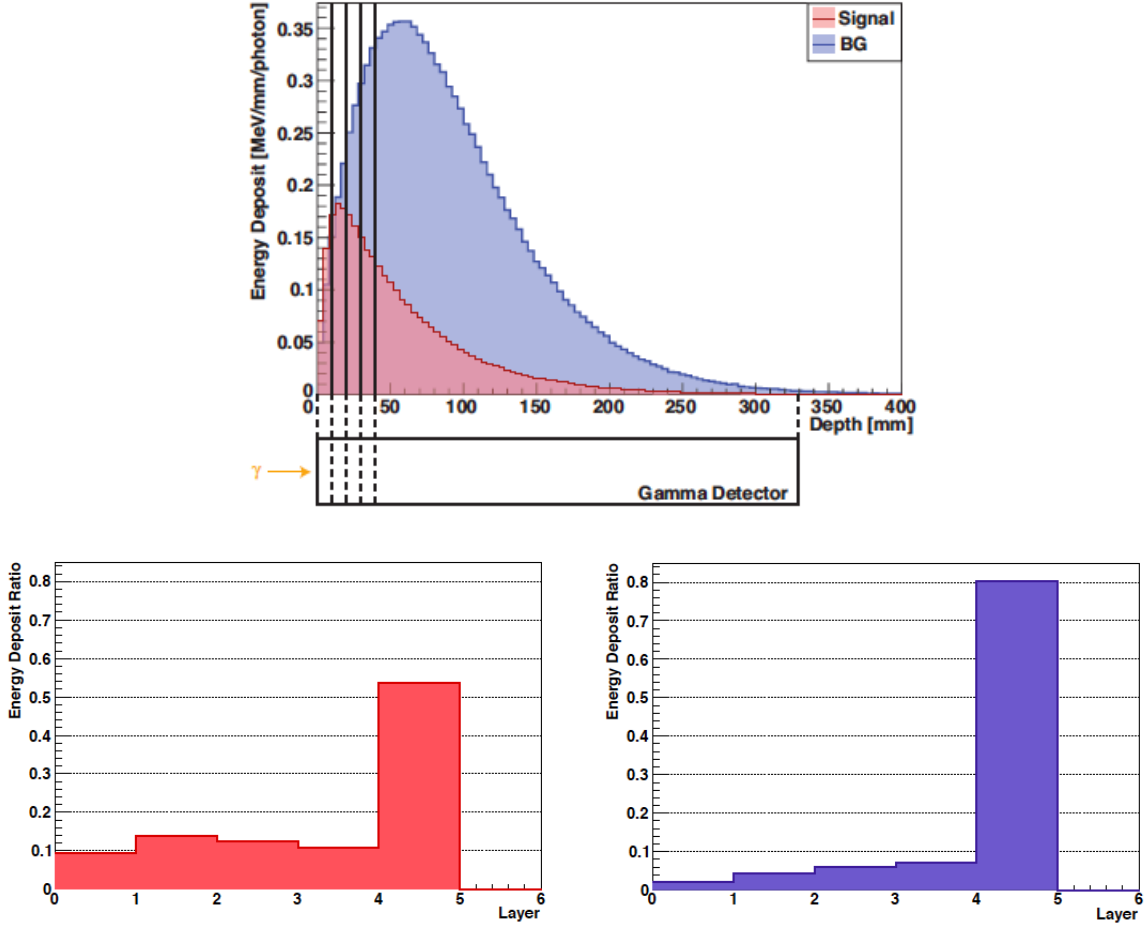 Energy Deposit [MeV/mm/photon]
0.35
0.3
0.25
0.2
0.15
0.1
0.05
0
Signal
BG
0 50 100 150 200 250 300 350 400
Depth [mm]
γ
Gamma Detector
Energy Deposit Ratio
0.8
0.7
0.6
0.5
0.4
0.3
0.2
0.1
0
0 1 2 3 4 5 6
Layer
Energy Deposit Ratio
0.8
0.7
0.6
0.5
0.4
0.3
0.2
0.1
0
0 1 2 3 4 5 6
Layer